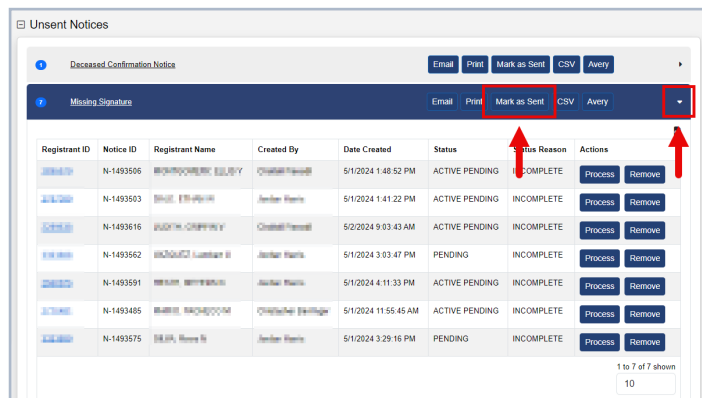 Unsent Notices
1 Deceased Confirmation Notice Email Print Mark as Sent CSV Avery
7 Missing Signature Email Print Mark as Sent CSV Avery
Registrant ID Notice ID Registrant Name Created By Date Created Status Status Reason Actions
N-1493506 5/1/2024 1:48:52 PM ACTIVE PENDING INCOMPLETE Process Remove
N-1493503 5/1/2024 1:41:22 PM ACTIVE PENDING INCOMPLETE Process Remove
N-1493616 5/2/2024 9:03:43 AM ACTIVE PENDING INCOMPLETE Process Remove
N-1493562 5/1/2024 3:03:47 PM PENDING INCOMPLETE Process Remove
N-1493591 5/1/2024 4:11:33 PM ACTIVE PENDING INCOMPLETE Process Remove
N-1493485 5/1/2024 11:55:45 AM ACTIVE PENDING INCOMPLETE Process Remove
N-1493575 5/1/2024 3:29:16 PM PENDING INCOMPLETE Process Remove
1 to 7 of 7 shown
10